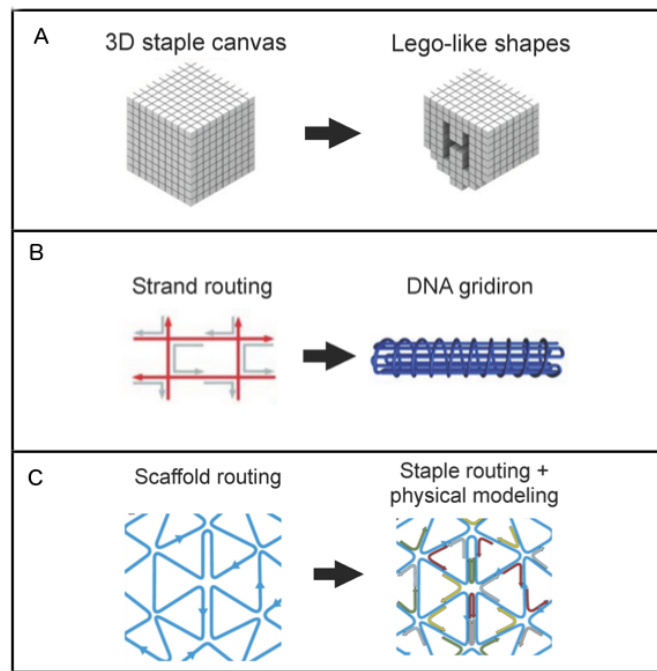 A
3D staple canvas
Lego-like shapes
H
B
Strand routing
DNA gridiron
C
Scaffold routing
Staple routing +
physical modeling